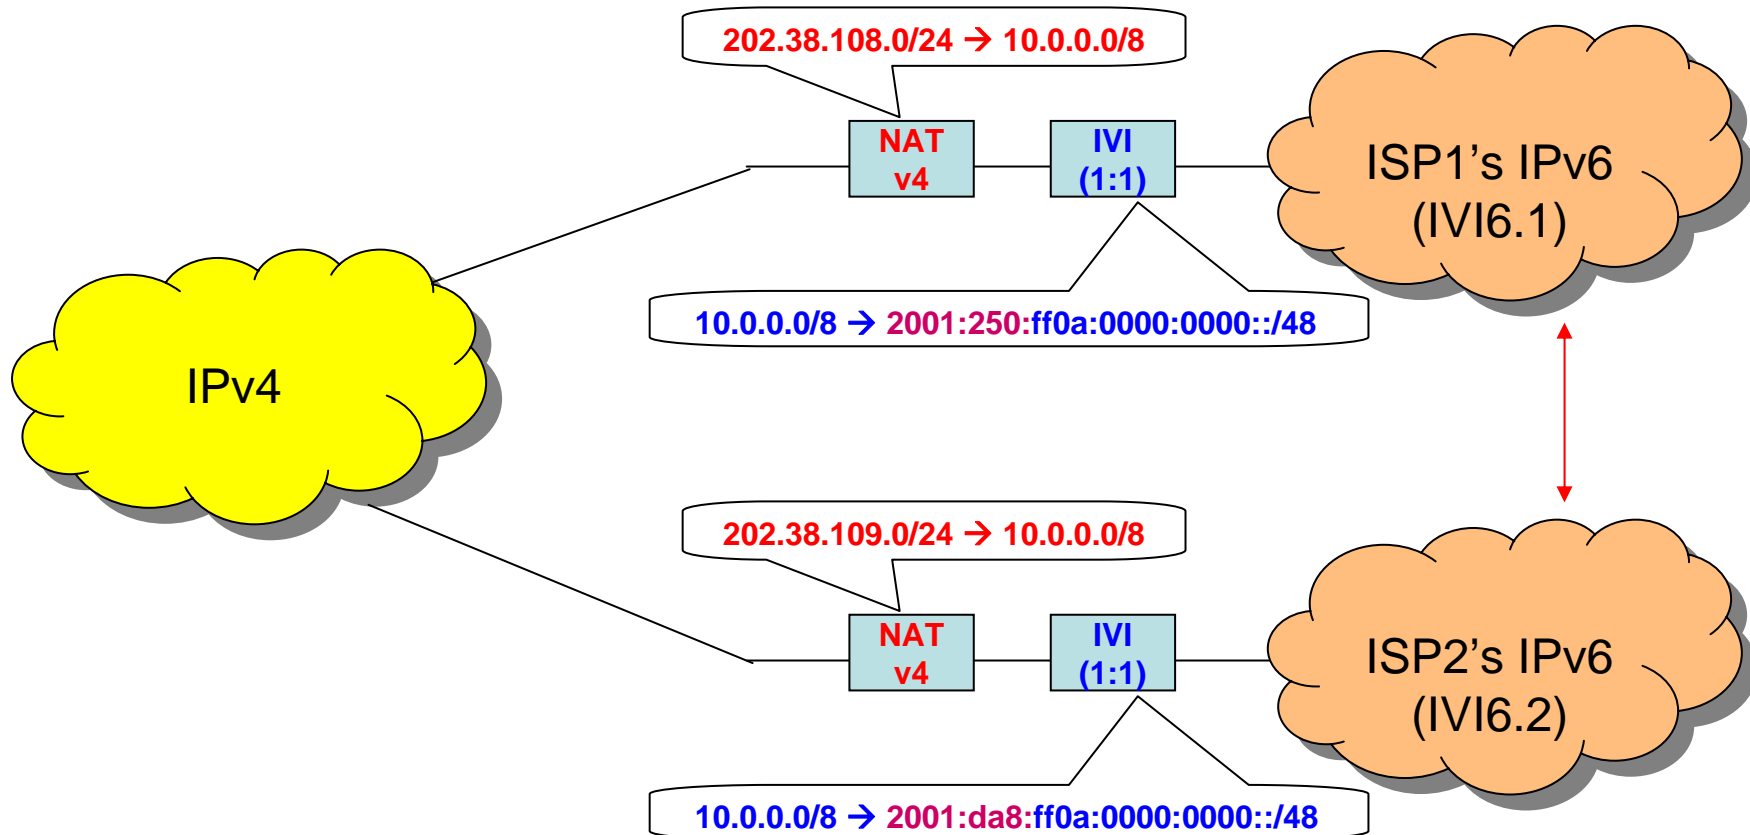 202.38.108.0/24 → 10.0.0.0/8
NAT
v4
IVI
(1:1)
ISP1’s IPv6
(IVI6.1)
10.0.0.0/8 → 2001:250:ff0a:0000:0000::/48
IPv4
202.38.109.0/24 → 10.0.0.0/8
NAT
v4
IVI
(1:1)
ISP2’s IPv6
(IVI6.2)
10.0.0.0/8 → 2001:da8:ff0a:0000:0000::/48